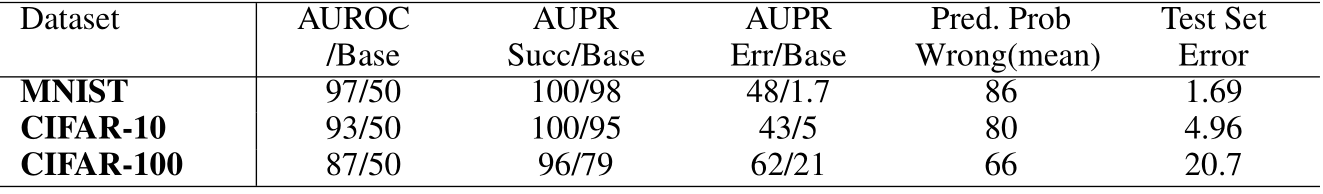 Dataset AUROC AUPR AUPR Pred. Prob Test Set
/Base Succ/Base Err/Base Wrong(mean) Error
MNIST 97/50 100/98 48/1.7 86 1.69
CIFAR-10 93/50 100/95 43/5 80 4.96
CIFAR-100 87/50 96/79 62/21 66 20.7